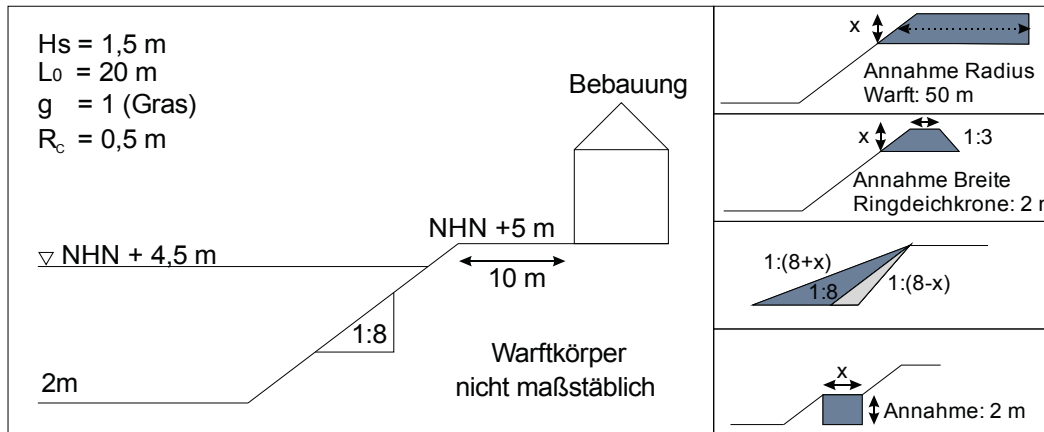 Hs = 1,5 m
L0 = 20 m
g = 1 (Gras)
Rc = 0,5 m
Bebauung
NHN +5 m
▽ NHN + 4,5 m
10 m
1:8
2m
Warftkörper
nicht maßstäblich
x
Annahme Radius
Warft: 50 m
x
1:3
Annahme Breite
Ringdeichkrone: 2 m
1:(8+x)
1:8
1:(8-x)
x
Annahme: 2 m